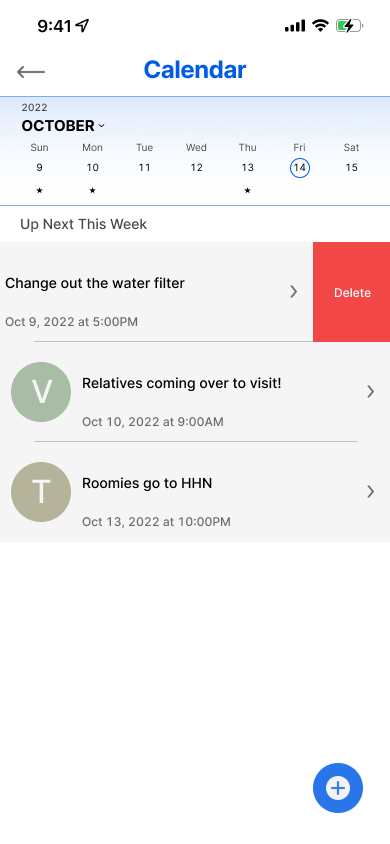 9:41
Calendar
2022
OCTOBER
Sun Mon Tue Wed Thu Fri Sat
9 10 11 12 13 14 15
Up Next This Week
Change out the water filter
Oct 9, 2022 at 5:00PM
Delete
V
Relatives coming over to visit!
Oct 10, 2022 at 9:00AM
T
Roomies go to HHN
Oct 13, 2022 at 10:00PM